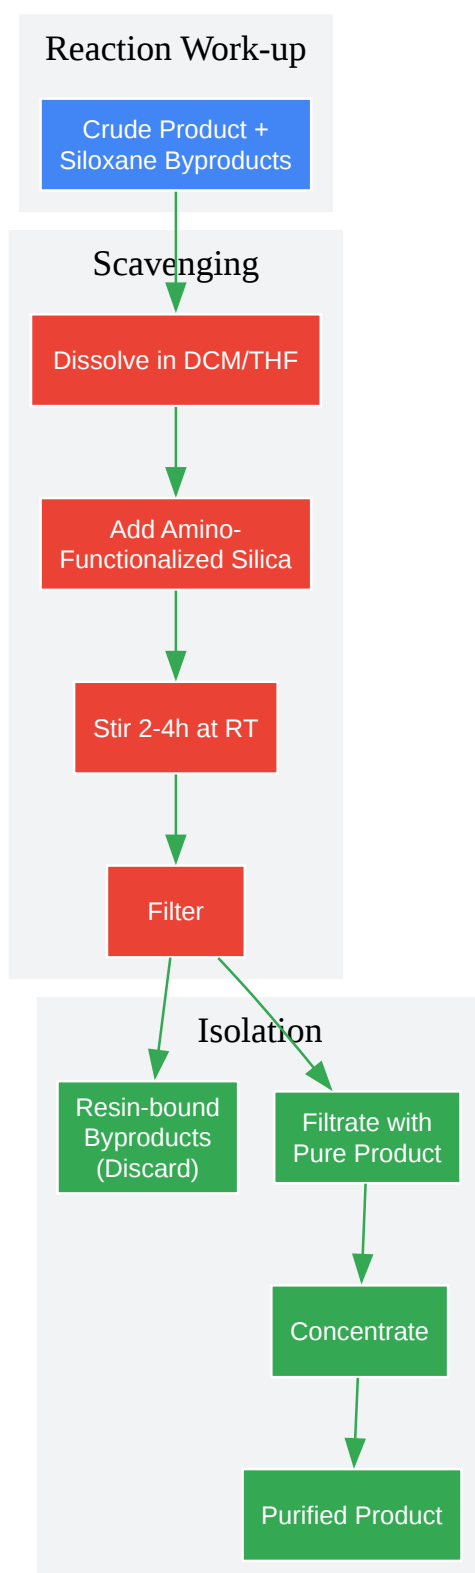 Reaction Work-up
Crude Product +
Siloxane Byproducts
Scavenging
Dissolve in DCM/THF
Add Amino-
Functionalized Silica
Stir 2-4h at RT
Filter
Isolation
Resin-bound
Byproducts
(Discard)
Filtrate with
Pure Product
Concentrate
Purified Product